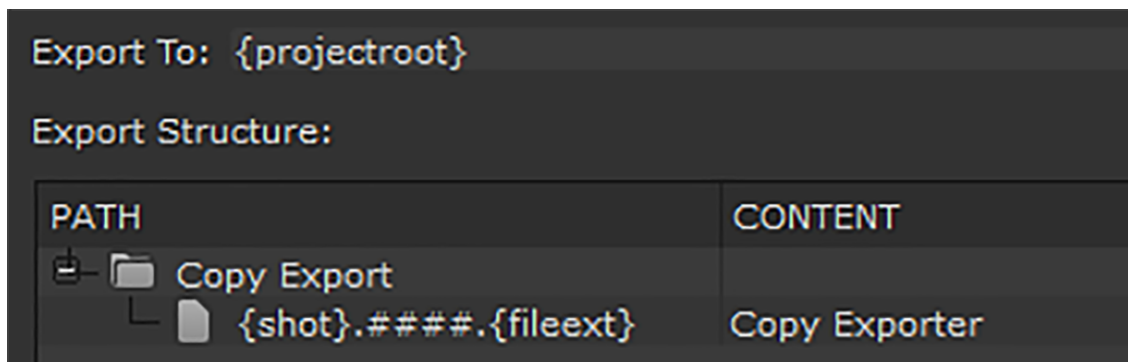 Export To: {projectroot}
Export Structure:
PATH CONTENT
Copy Export
{shot}.####.{fileext} Copy Exporter